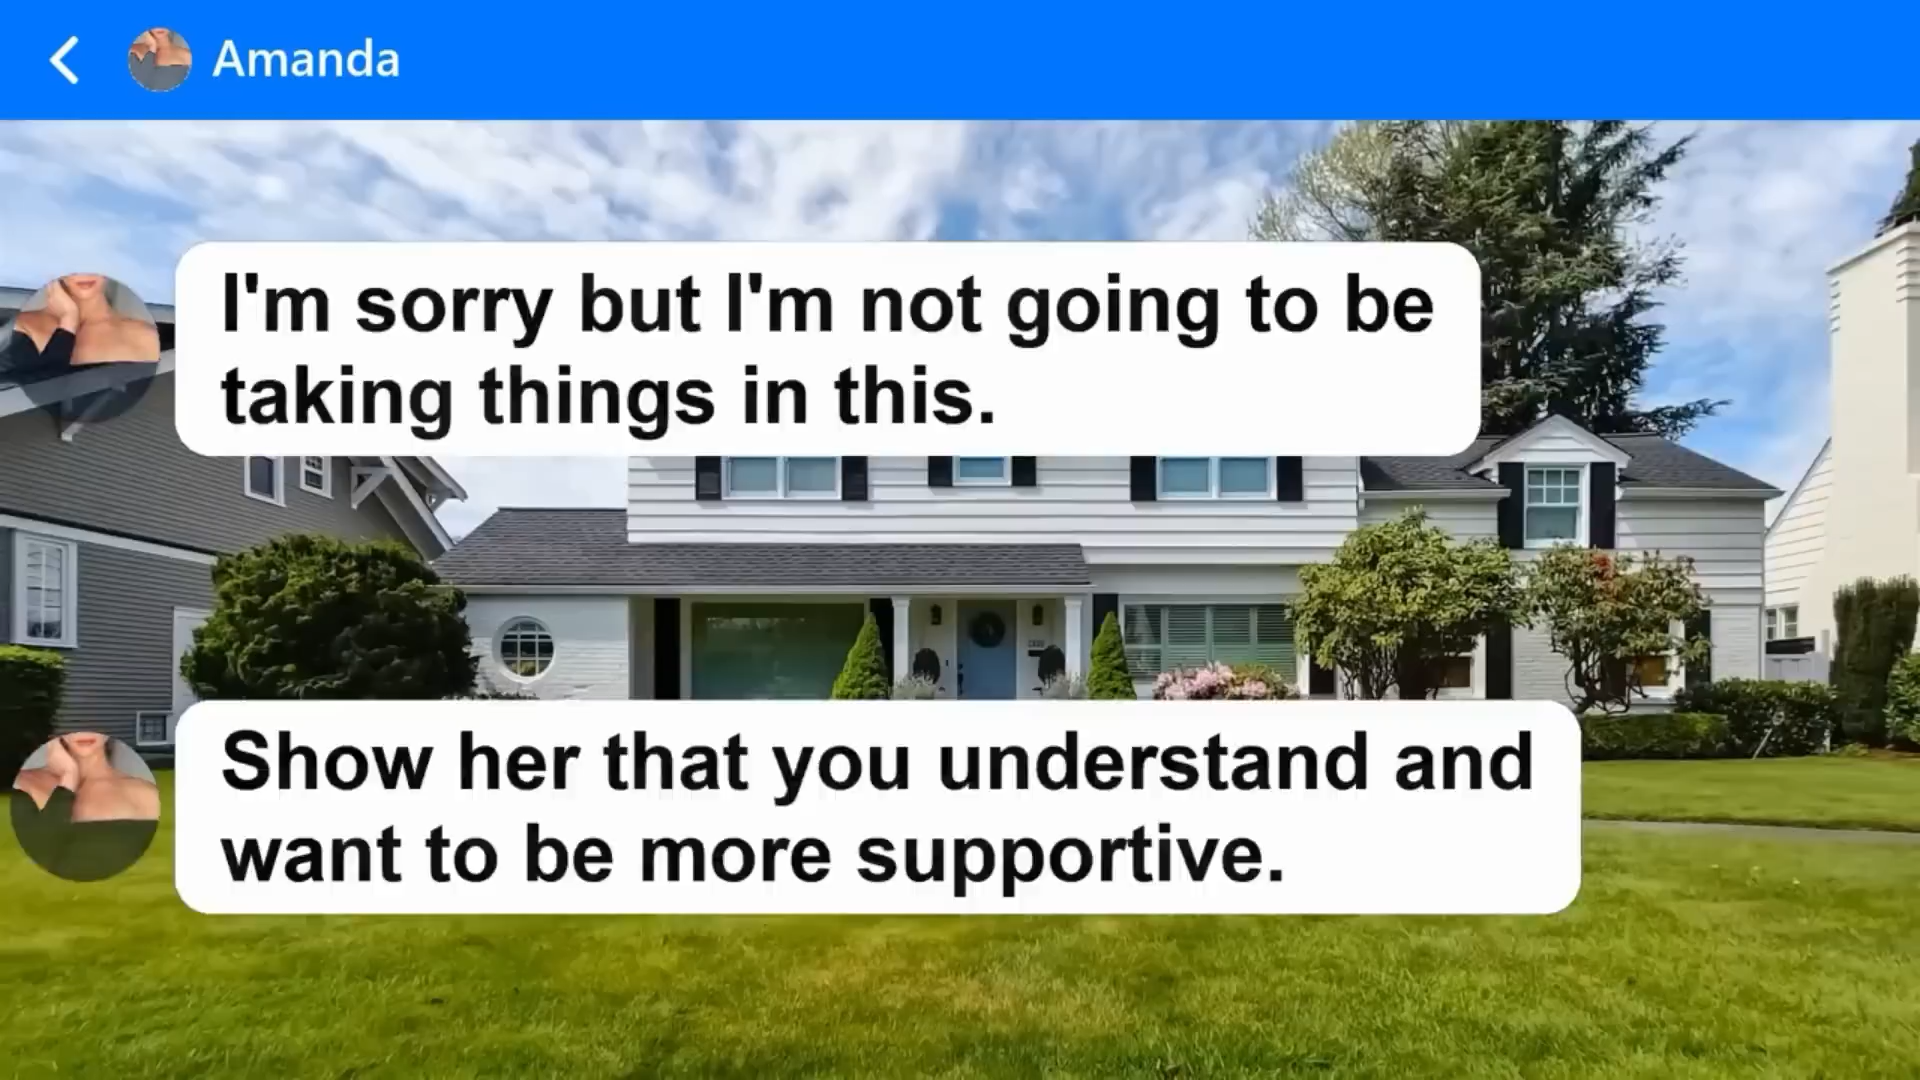 Amanda
I'm sorry but I'm not going to be
taking things in this.
Show her that you understand and
want to be more supportive.